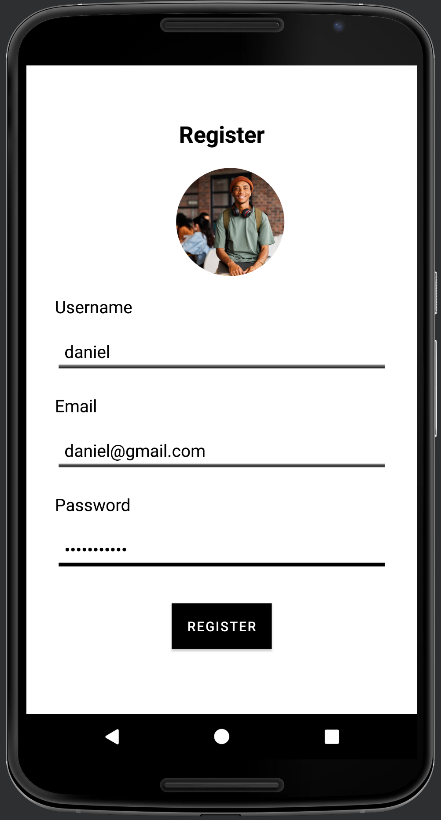 Register
Username
daniel
Email
daniel@gmail.com
Password
•••••••••••
REGISTER